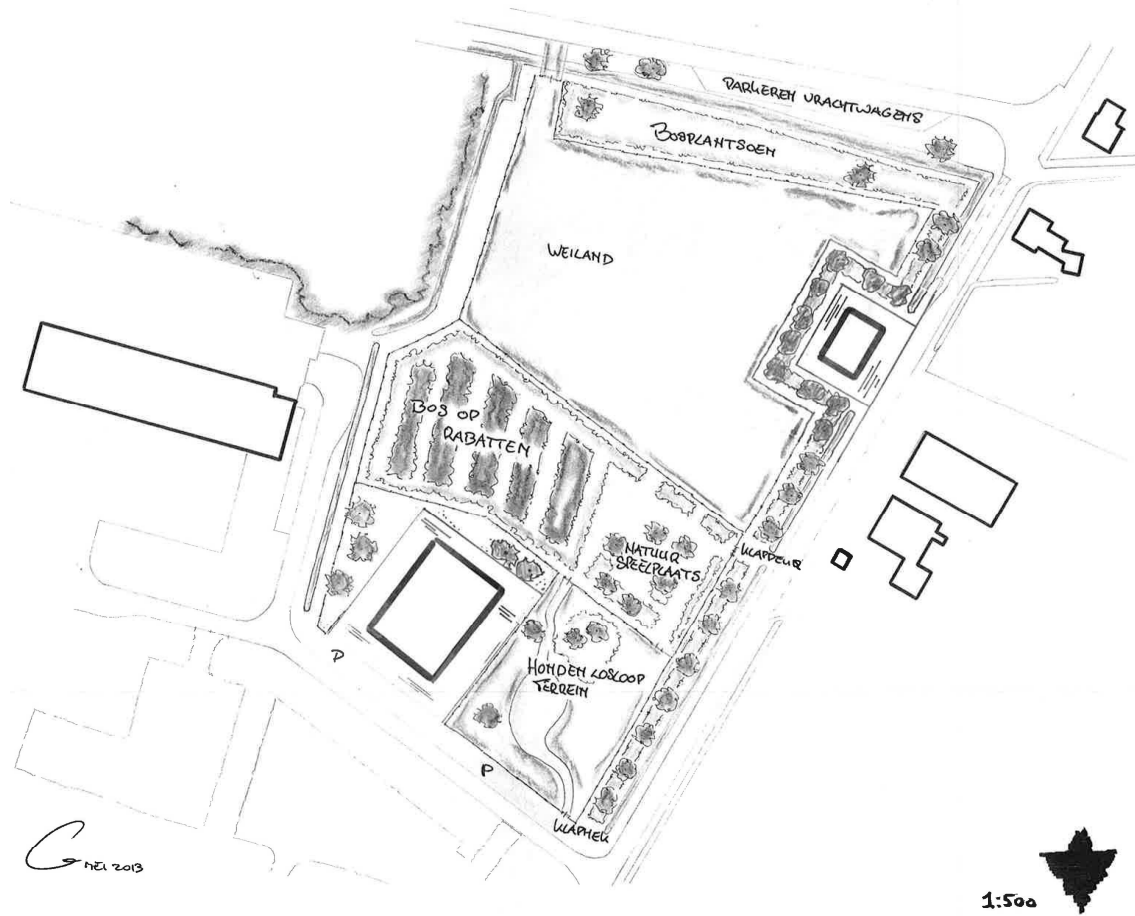 PARKEREN VRACHTWAGENS
BOSPLANTSOEN
WEILAND
BOS OP
RABATTEN
NATUUR
SPEELPLAATS
KLAPDEUR
HONDEN LOSLOOP
TERREIN
P
P
KLAPHEK
MEI 2013
1:500